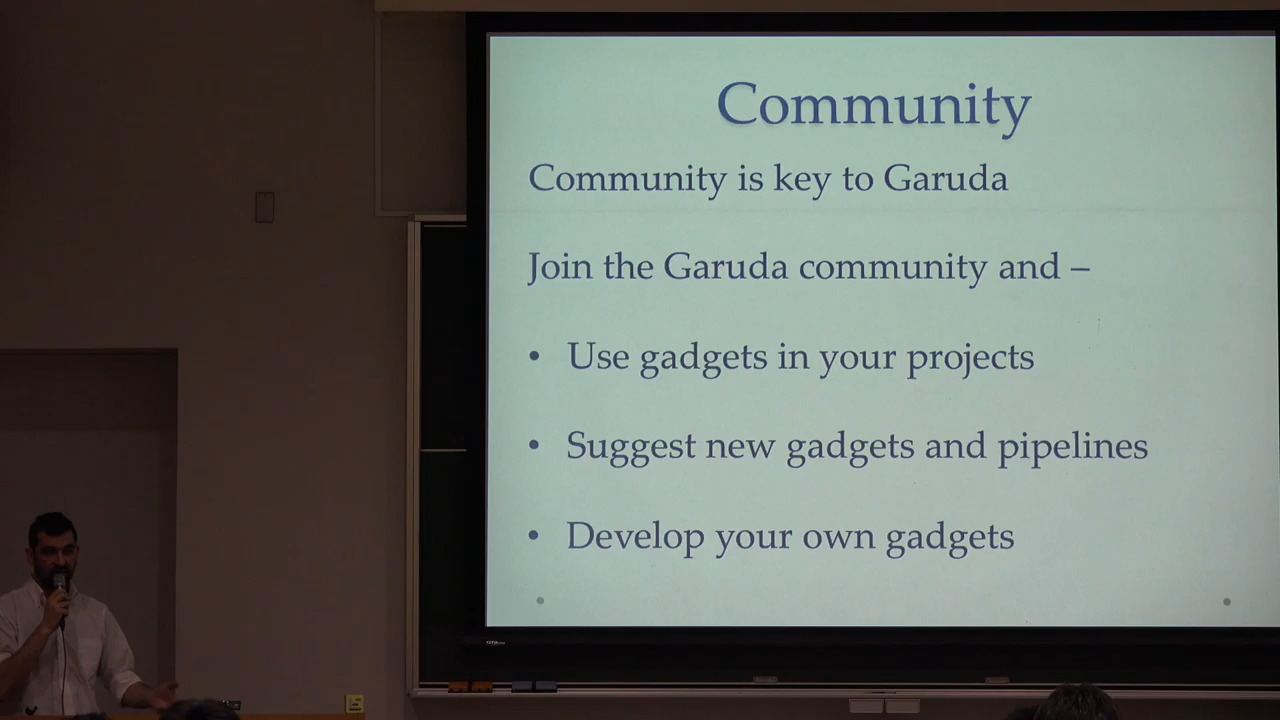 Community
Community is key to Garuda
Join the Garuda community and –
• Use gadgets in your projects
• Suggest new gadgets and pipelines
• Develop your own gadgets